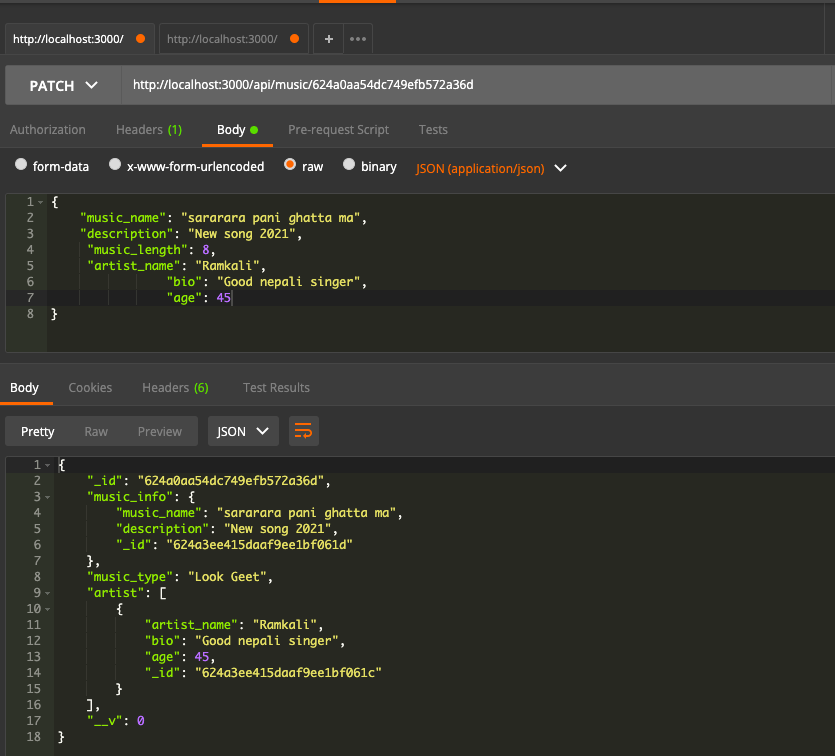 http://localhost:3000/ http://localhost:3000/ + •••
PATCH http://localhost:3000/api/music/624a0aa54dc749efb572a36d
Authorization Headers (1) Body Pre-request Script Tests
form-data x-www-form-urlencoded raw binary JSON (application/json)
1 {
2 "music_name": "sararara pani ghatta ma",
3 "description": "New song 2021",
4 "music_length": 8,
5 "artist_name": "Ramkali",
6 "bio": "Good nepali singer",
7 "age": 45
8 }
Body Cookies Headers (6) Test Results
Pretty Raw Preview JSON
1 {
2 "_id": "624a0aa54dc749efb572a36d",
3 "music_info": {
4 "music_name": "sararara pani ghatta ma",
5 "description": "New song 2021",
6 "_id": "624a3ee415daaf9ee1bf061d"
7 },
8 "music_type": "Look Geet",
9 "artist": [
10 {
11 "artist_name": "Ramkali",
12 "bio": "Good nepali singer",
13 "age": 45,
14 "_id": "624a3ee415daaf9ee1bf061c"
15 }
16 ],
17 "__v": 0
18 }